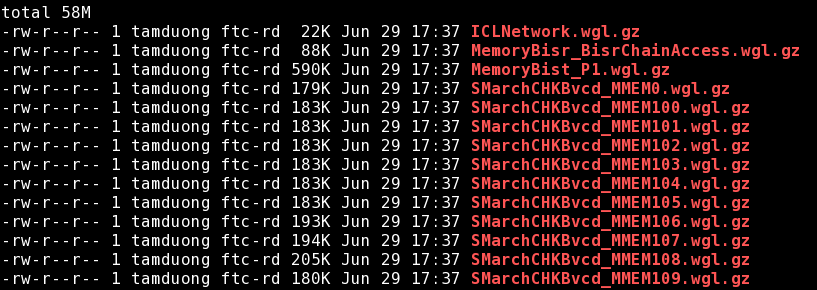 total 58M
-rw-r--r-- 1 tamduong ftc-rd  22K Jun 29 17:37 ICLNetwork.wgl.gz
-rw-r--r-- 1 tamduong ftc-rd  88K Jun 29 17:37 MemoryBisr_BisrChainAccess.wgl.gz
-rw-r--r-- 1 tamduong ftc-rd 590K Jun 29 17:37 MemoryBist_P1.wgl.gz
-rw-r--r-- 1 tamduong ftc-rd 179K Jun 29 17:37 SMarchCHKBvcd_MMEM0.wgl.gz
-rw-r--r-- 1 tamduong ftc-rd 183K Jun 29 17:37 SMarchCHKBvcd_MMEM100.wgl.gz
-rw-r--r-- 1 tamduong ftc-rd 183K Jun 29 17:37 SMarchCHKBvcd_MMEM101.wgl.gz
-rw-r--r-- 1 tamduong ftc-rd 183K Jun 29 17:37 SMarchCHKBvcd_MMEM102.wgl.gz
-rw-r--r-- 1 tamduong ftc-rd 183K Jun 29 17:37 SMarchCHKBvcd_MMEM103.wgl.gz
-rw-r--r-- 1 tamduong ftc-rd 183K Jun 29 17:37 SMarchCHKBvcd_MMEM104.wgl.gz
-rw-r--r-- 1 tamduong ftc-rd 183K Jun 29 17:37 SMarchCHKBvcd_MMEM105.wgl.gz
-rw-r--r-- 1 tamduong ftc-rd 193K Jun 29 17:37 SMarchCHKBvcd_MMEM106.wgl.gz
-rw-r--r-- 1 tamduong ftc-rd 194K Jun 29 17:37 SMarchCHKBvcd_MMEM107.wgl.gz
-rw-r--r-- 1 tamduong ftc-rd 205K Jun 29 17:37 SMarchCHKBvcd_MMEM108.wgl.gz
-rw-r--r-- 1 tamduong ftc-rd 180K Jun 29 17:37 SMarchCHKBvcd_MMEM109.wgl.gz